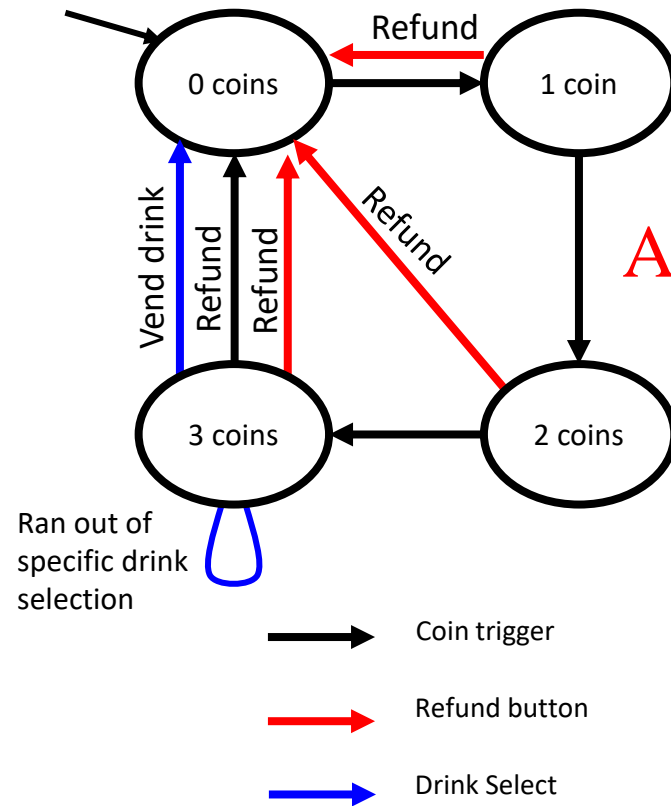 Refund
0 coins
1 coin
Vend drink
Refund
Refund
Refund
A
3 coins
2 coins
Ran out of
specific drink
selection
Coin trigger
Refund button
Drink Select